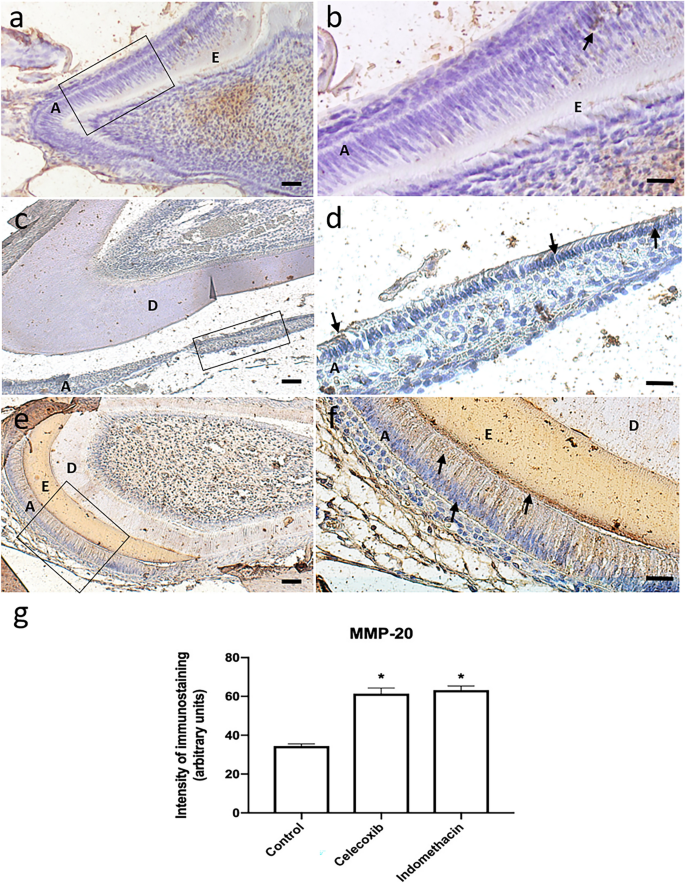 a
b
E
A
E
A
c
d
D
A
A
e
f
A
D
E
D
E
A
g
MMP-20
Intensity of immunostaining
(arbitrary units)
80
60
40
20
0
*
*
Control
Celecoxib
Indomethacin